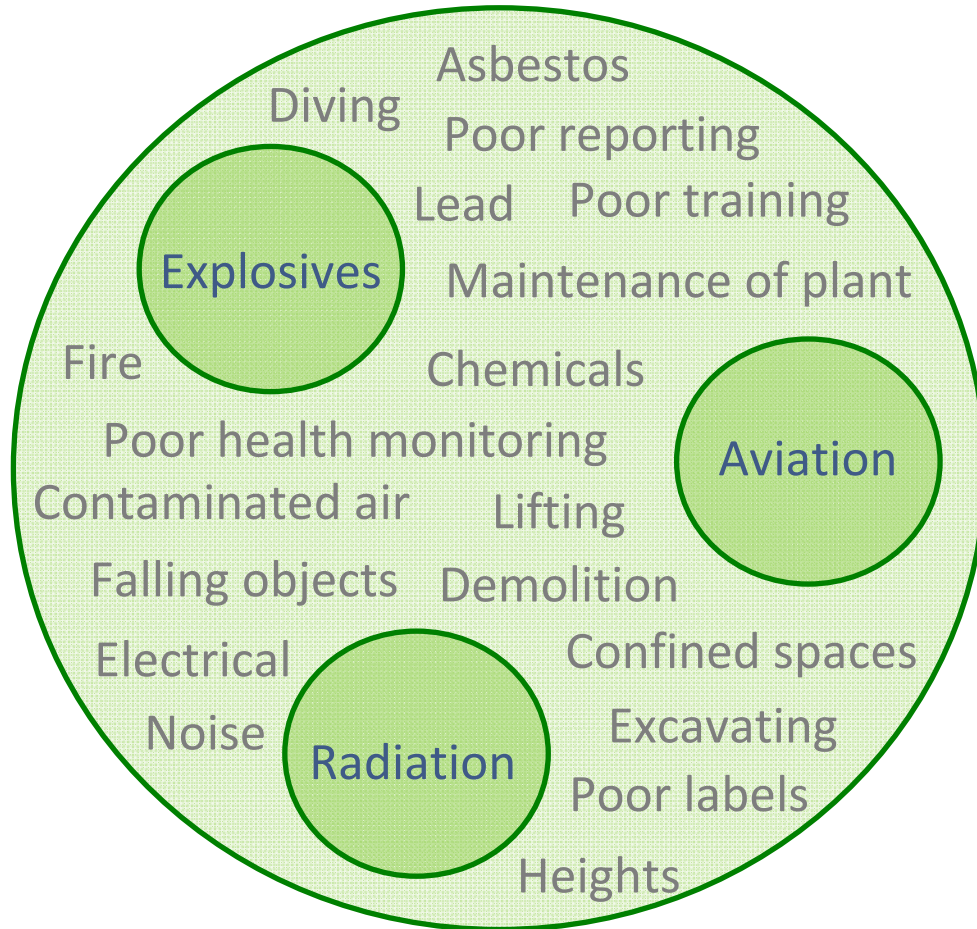 Asbestos
Diving
Poor reporting
Lead
Poor training
Explosives
Maintenance of plant
Fire
Chemicals
Poor health monitoring
Aviation
Contaminated air
Lifting
Falling objects
Demolition
Electrical
Confined spaces
Noise
Excavating
Radiation
Poor labels
Heights